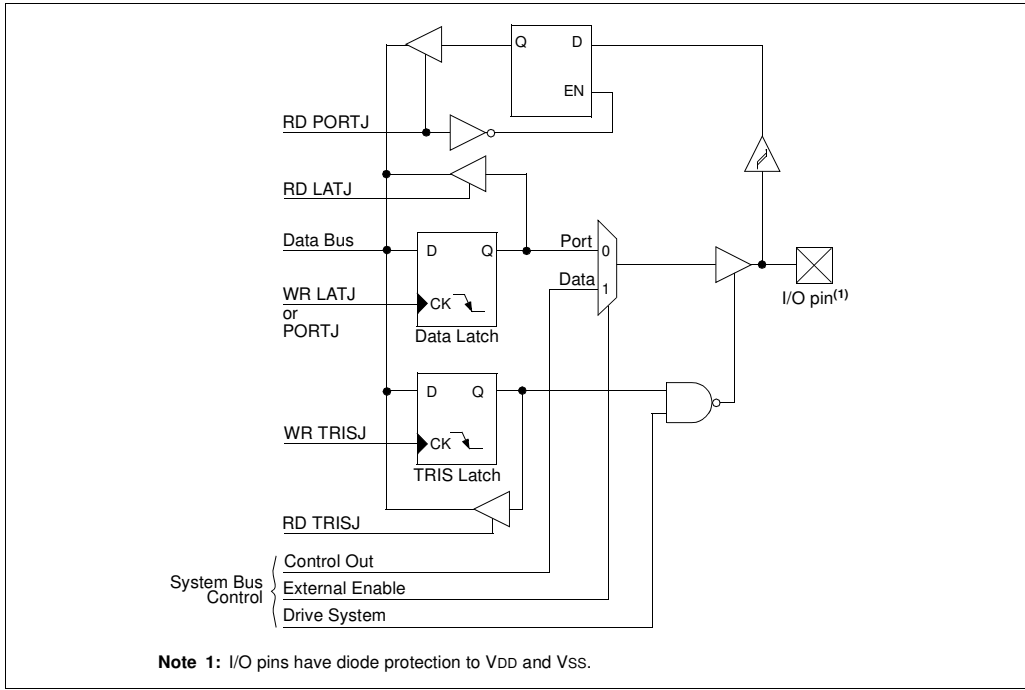 Q D
EN
RD PORTJ
RD LATJ
Data Bus
D Q
Port
0
Data
1
I/O pin(1)
WR LATJ
or
PORTJ
CK
Data Latch
D Q
WR TRISJ
CK
TRIS Latch
RD TRISJ
System Bus
Control
Control Out
External Enable
Drive System
Note 1: I/O pins have diode protection to VDD and VSS.